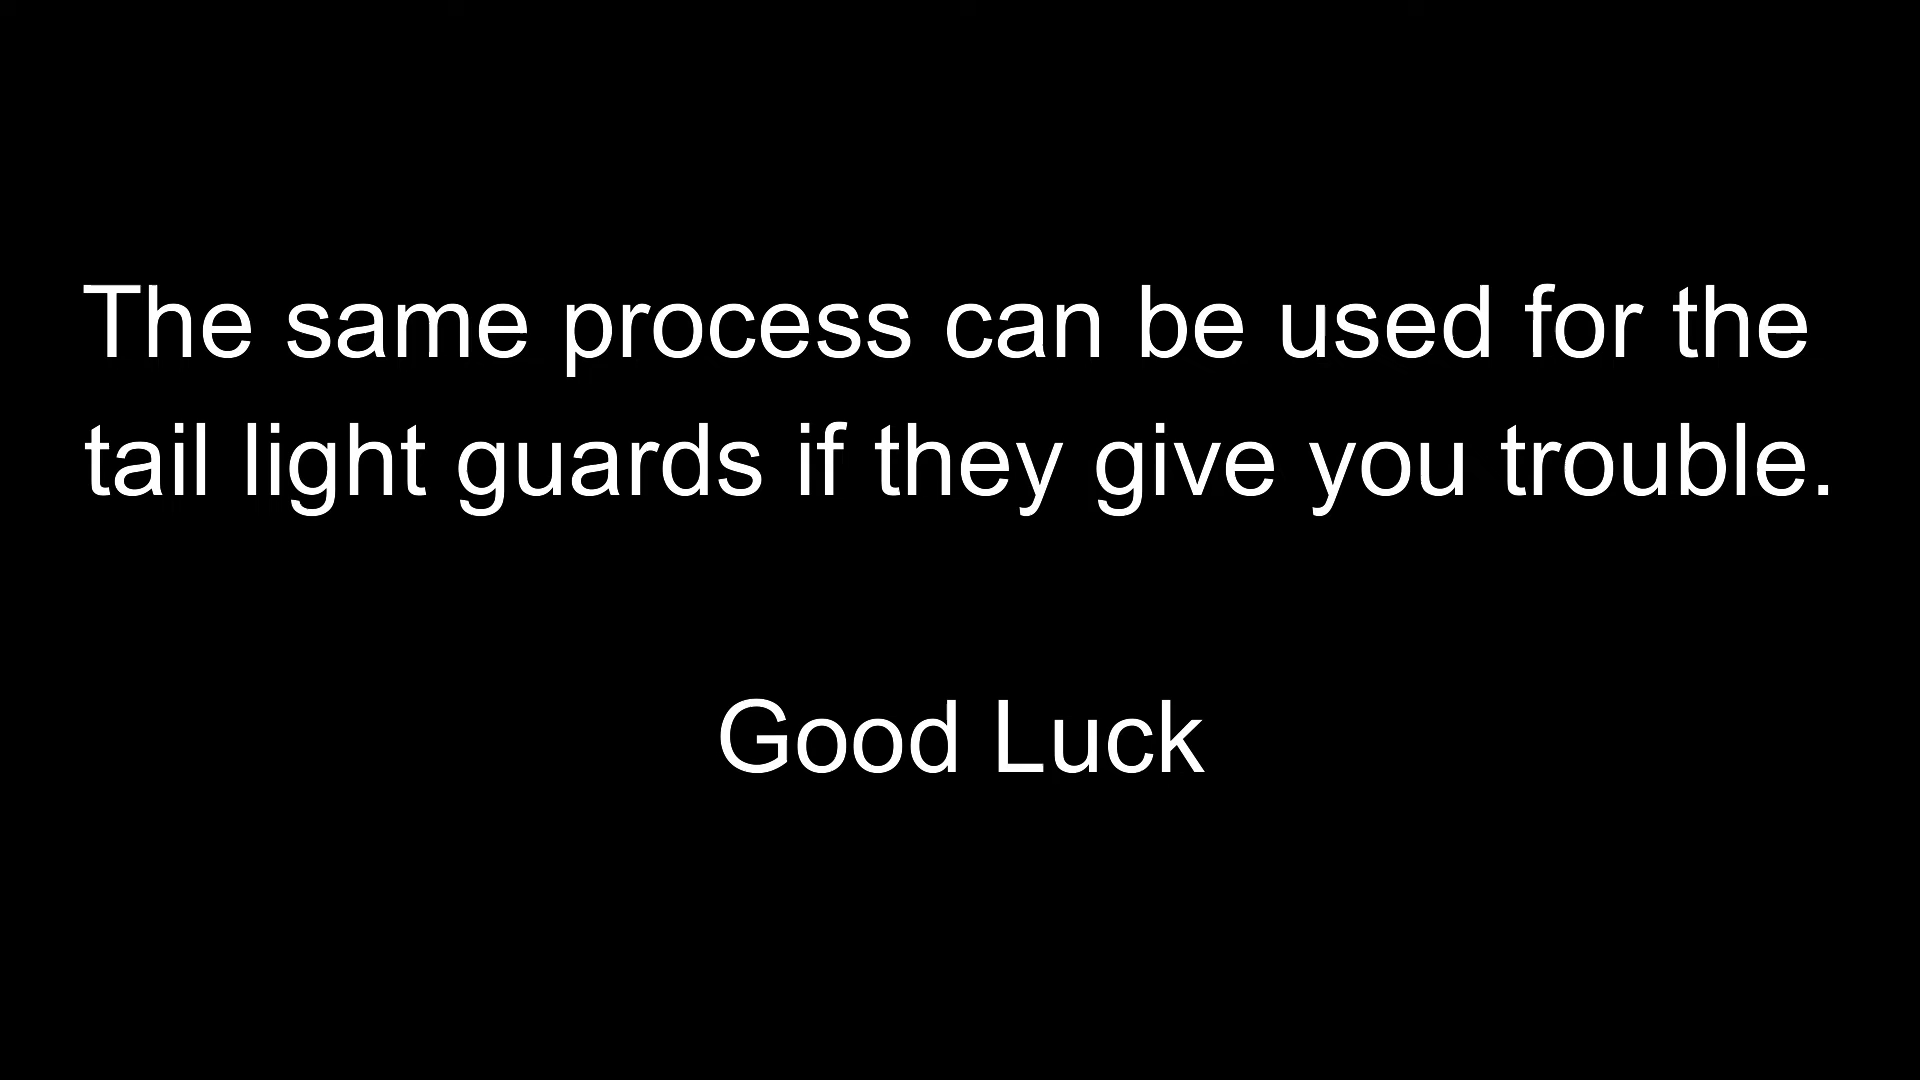 The same process can be used for the
tail light guards if they give you trouble.
Good Luck